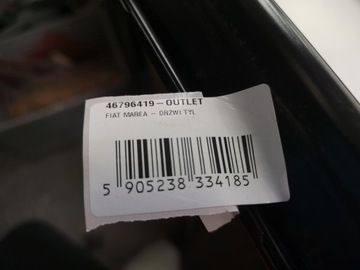 46796419-OUTLET
FIAT MAREA - DRZWI TYŁ
5 905238 334185